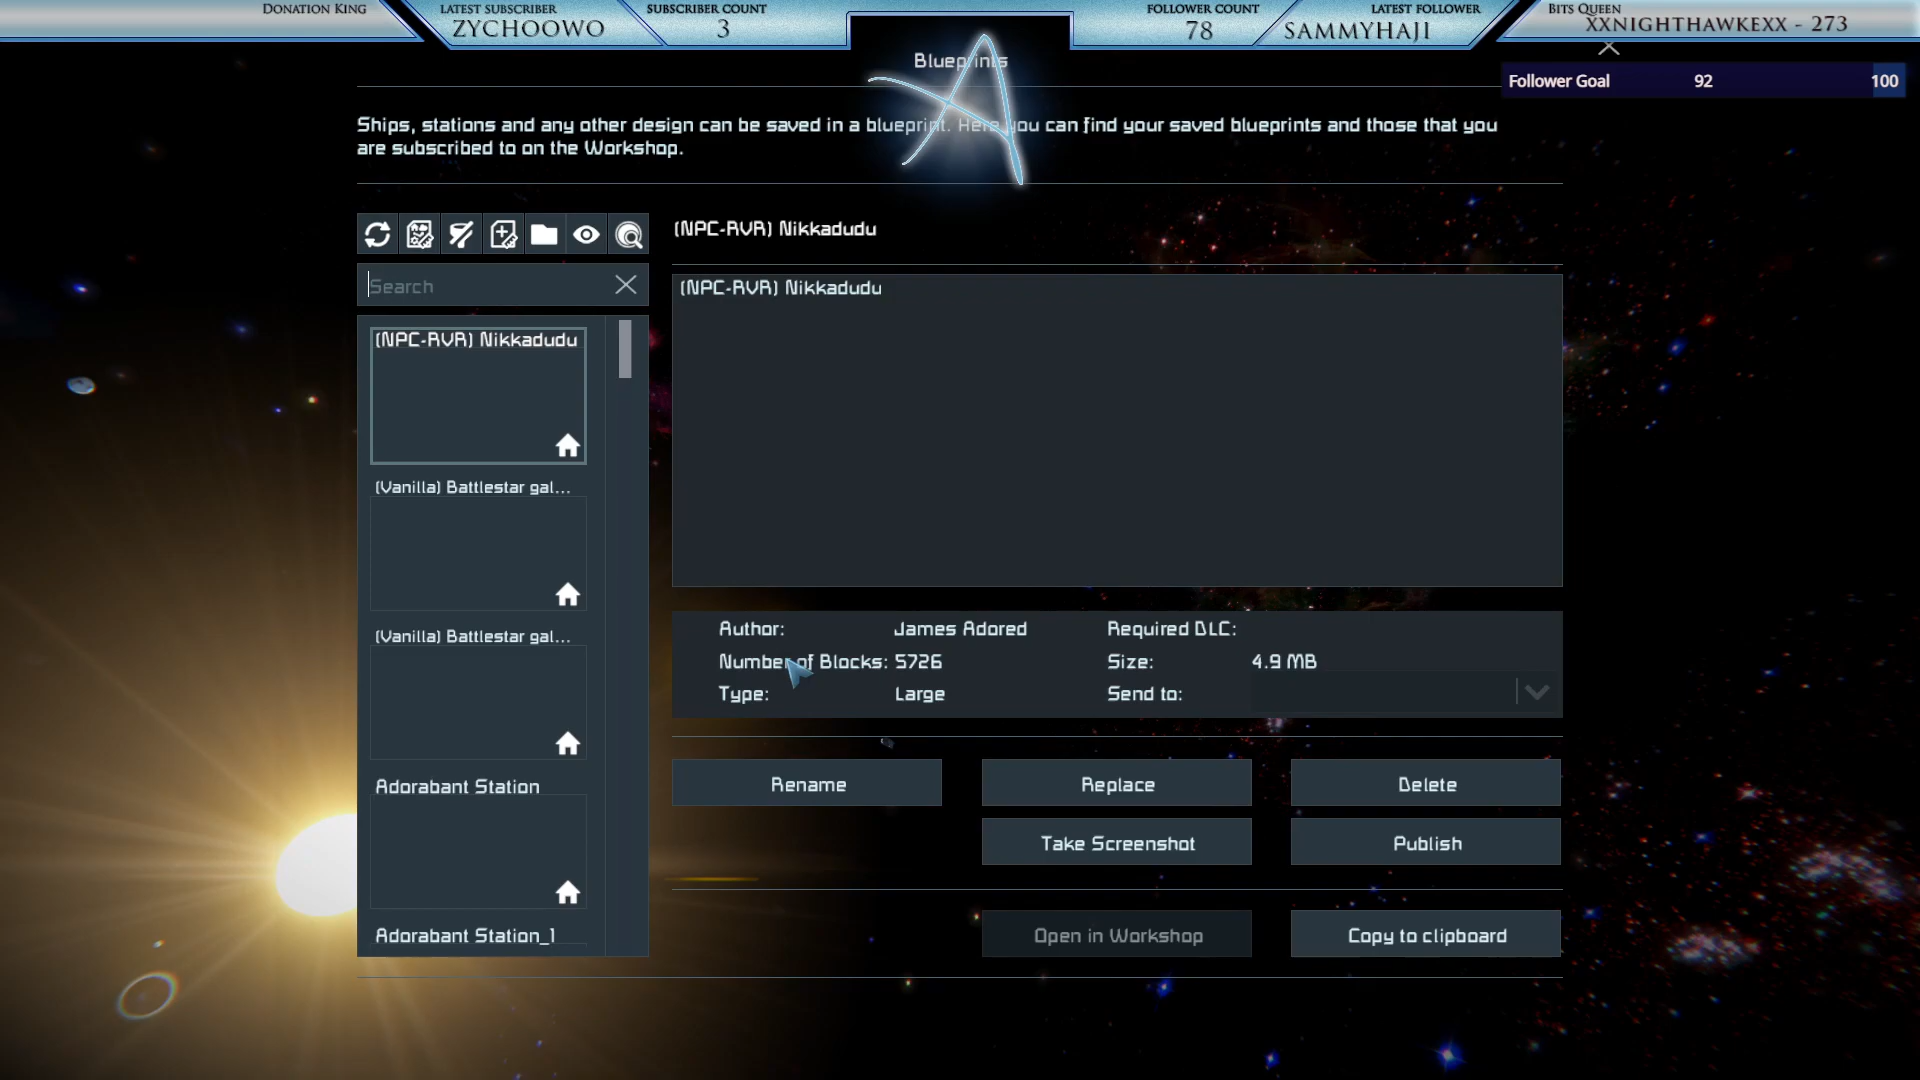 DONATION KING
LATEST SUBSCRIBER
ZYCHOOWO
SUBSCRIBER COUNT
3
FOLLOWER COUNT
78
LATEST FOLLOWER
SAMMYHAJI
BITS QUEEN
XXNIGHTHAWKEXX - 273
Follower Goal 92 100
Blueprints
Ships, stations and any other design can be saved in a blueprint. Here you can find your saved blueprints and those that you
are subscribed to on the Workshop.
Search
(NPC-RVR) Nikkadudu
(Vanilla) Battlestar gal...
(Vanilla) Battlestar gal...
Adorabant Station
Adorabant Station_1
(NPC-RVR) Nikkadudu
(NPC-RVR) Nikkadudu
Author: James Adored
Number of Blocks: 5726
Type: Large
Required DLC:
Size: 4.9 MB
Send to:
Rename
Replace
Delete
Take Screenshot
Publish
Open in Workshop
Copy to clipboard